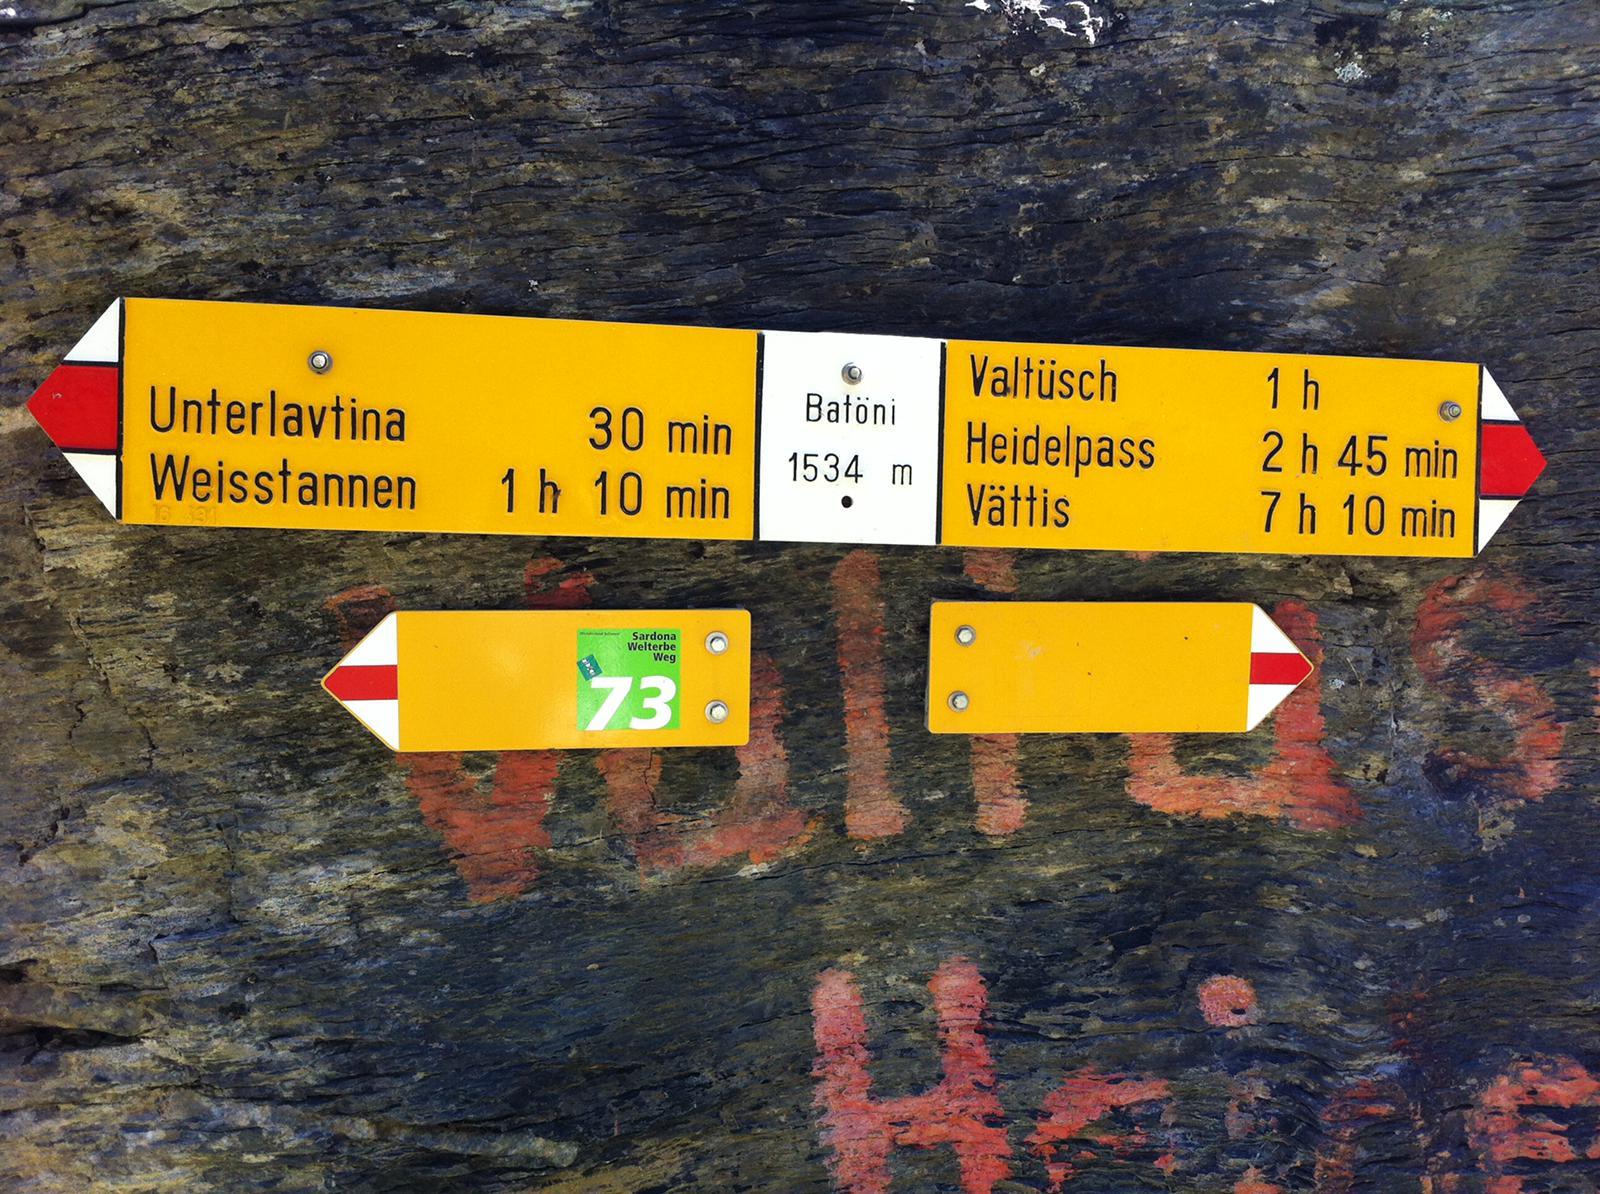 Unterlavtina 30 min
Weisstannen 1 h 10 min
Batöni
1534 m
Valtüsch 1 h
Heidelpass 2 h 45 min
Vättis 7 h 10 min
Sardona
Welterbe
Weg
73